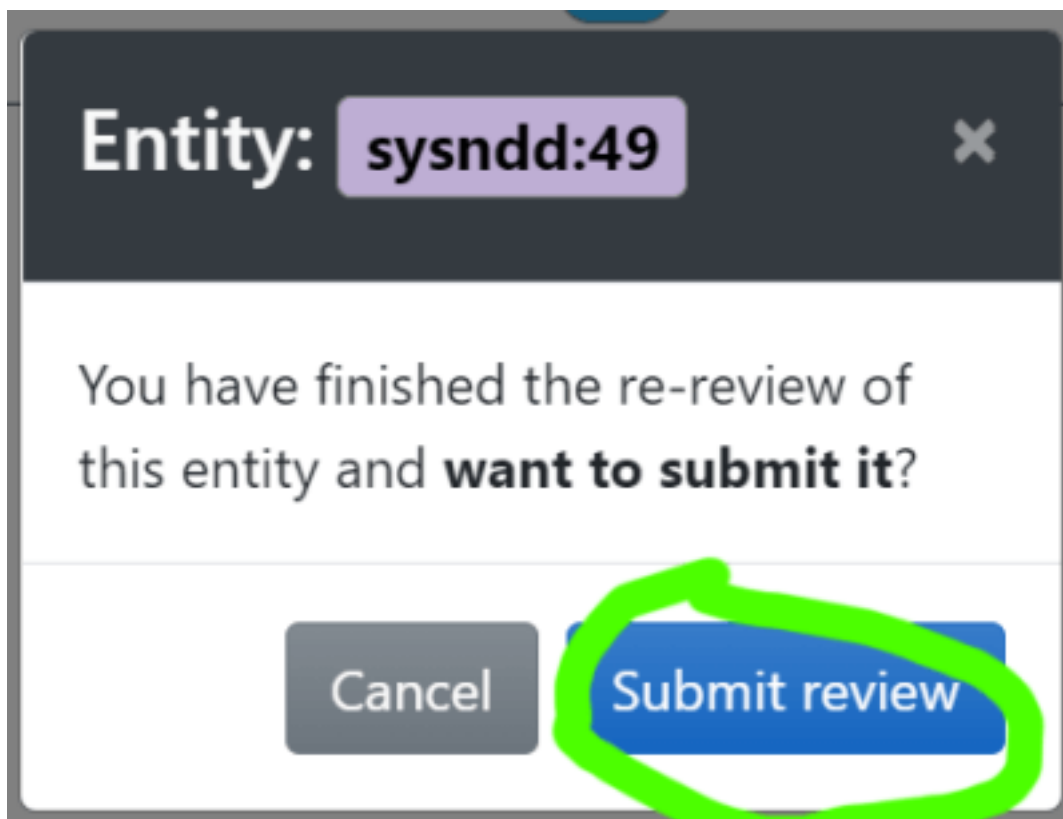 Entity: sysndd:49 ×
You have finished the re-review of
this entity and want to submit it?
Cancel Submit review